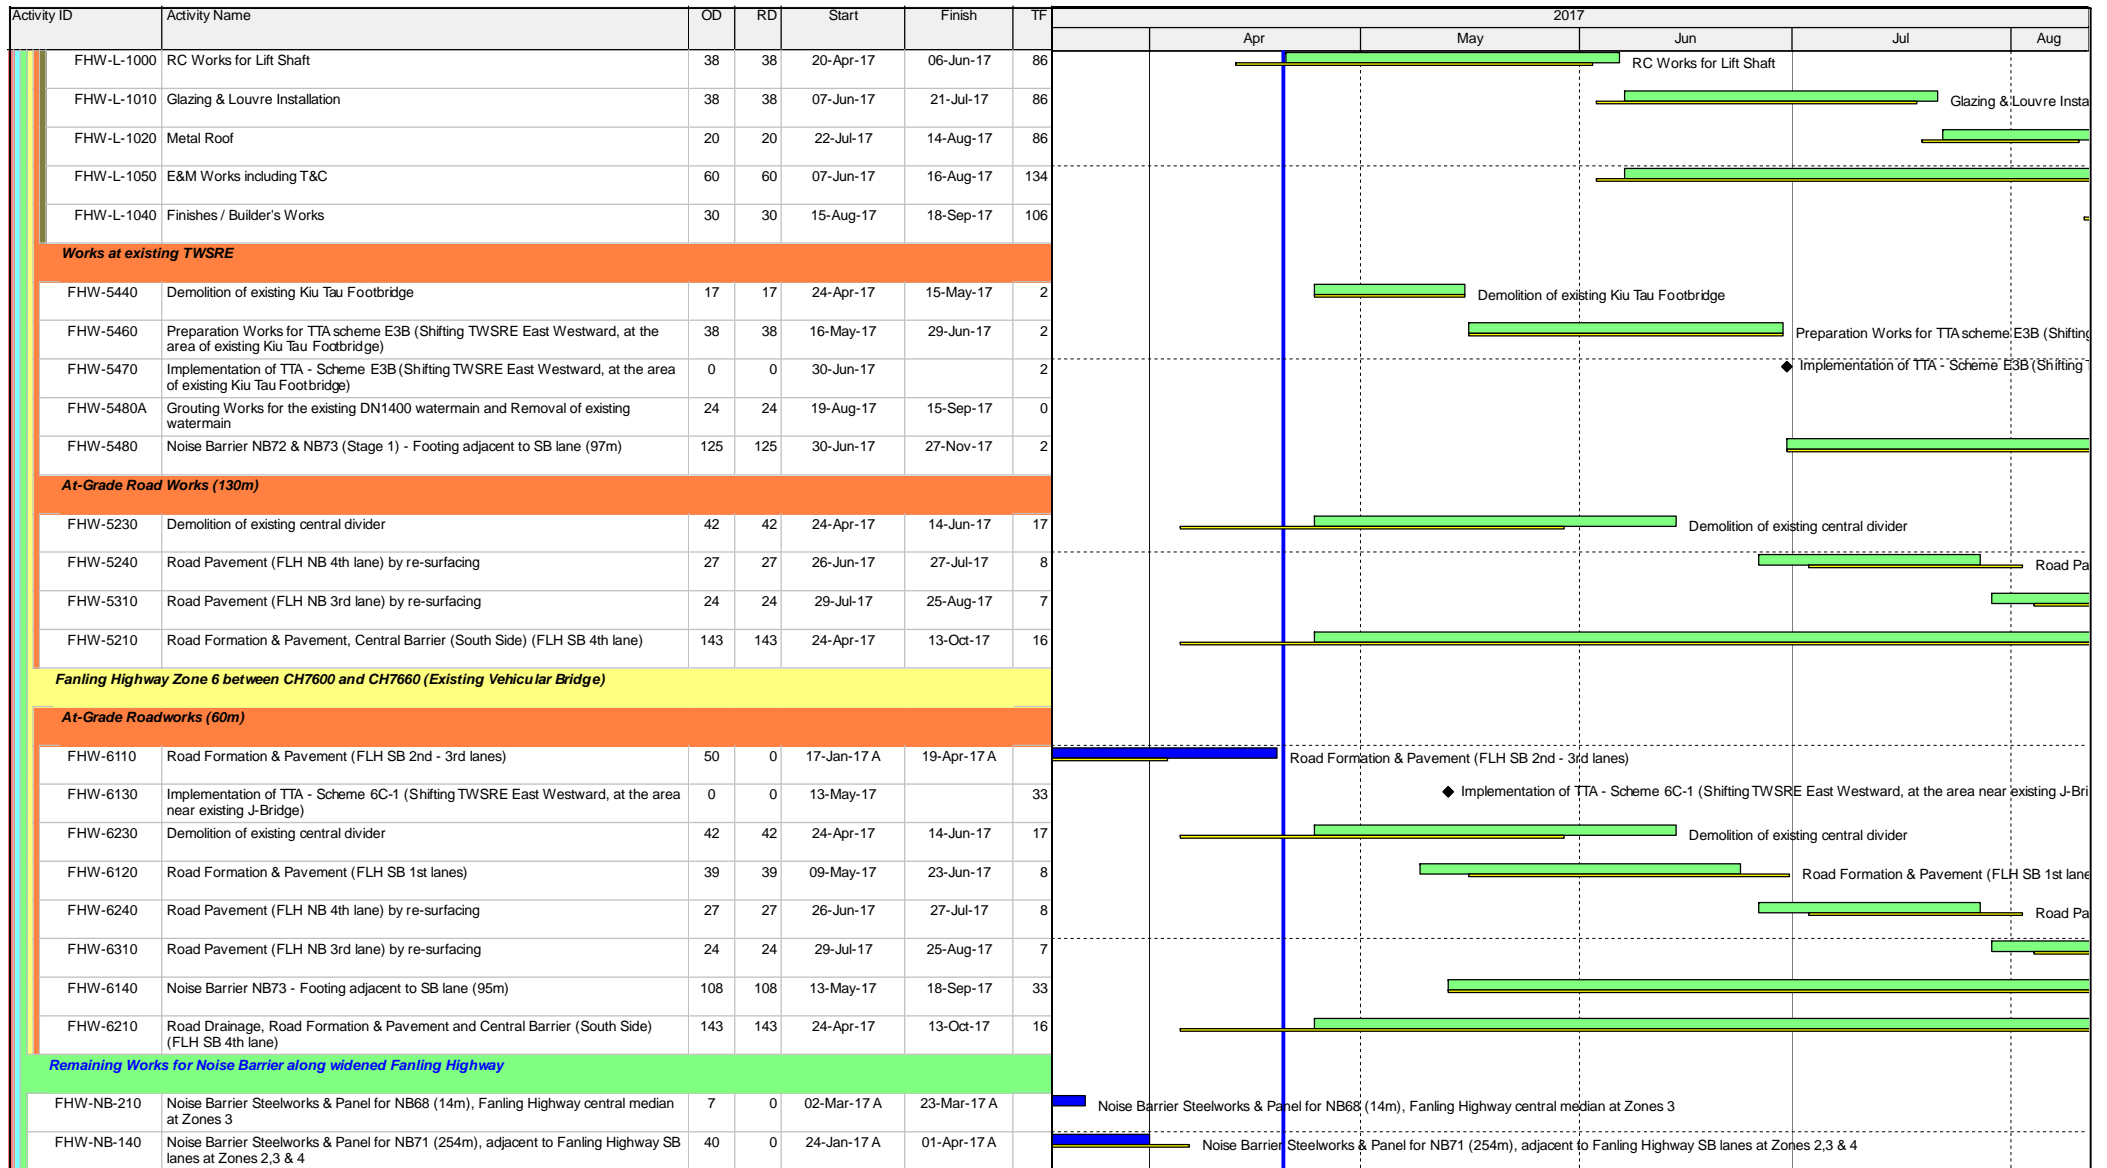 Activity ID Activity Name OD RD Start Finish TF 2017
Apr May Jun Jul Aug
FHW-L-1000 RC Works for Lift Shaft 38 38 20-Apr-17 06-Jun-17 86 RC Works for Lift Shaft
FHW-L-1010 Glazing & Louvre Installation 38 38 07-Jun-17 21-Jul-17 86 Glazing & Louvre Insta
FHW-L-1020 Metal Roof 20 20 22-Jul-17 14-Aug-17 86
FHW-L-1050 E&M Works including T&C 60 60 07-Jun-17 16-Aug-17 134
FHW-L-1040 Finishes / Builder's Works 30 30 15-Aug-17 18-Sep-17 106
Works at existing TWSRE
FHW-5440 Demolition of existing Kiu Tau Footbridge 17 17 24-Apr-17 15-May-17 2 Demolition of existing Kiu Tau Footbridge
FHW-5460 Preparation Works for TTA scheme E3B (Shifting TWSRE East Westward, at the 38 38 16-May-17 29-Jun-17 2 Preparation Works for TTA scheme E3B (Shifting
area of existing Kiu Tau Footbridge)
FHW-5470 Implementation of TTA - Scheme E3B (Shifting TWSRE East Westward, at the area 0 0 30-Jun-17 2 Implementation of TTA - Scheme E3B (Shifting
of existing Kiu Tau Footbridge)
FHW-5480A Grouting Works for the existing DN1400 watermain and Removal of existing 24 24 19-Aug-17 15-Sep-17 0
watermain
FHW-5480 Noise Barrier NB72 & NB73 (Stage 1) - Footing adjacent to SB lane (97m) 125 125 30-Jun-17 27-Nov-17 2
At-Grade Road Works (130m)
FHW-5230 Demolition of existing central divider 42 42 24-Apr-17 14-Jun-17 17 Demolition of existing central divider
FHW-5240 Road Pavement (FLH NB 4th lane) by re-surfacing 27 27 26-Jun-17 27-Jul-17 8 Road Pa
FHW-5310 Road Pavement (FLH NB 3rd lane) by re-surfacing 24 24 29-Jul-17 25-Aug-17 7
FHW-5210 Road Formation & Pavement, Central Barrier (South Side) (FLH SB 4th lane) 143 143 24-Apr-17 13-Oct-17 16
Fanling Highway Zone 6 between CH7600 and CH7660 (Existing Vehicular Bridge)
At-Grade Roadworks (60m)
FHW-6110 Road Formation & Pavement (FLH SB 2nd - 3rd lanes) 50 0 17-Jan-17 A 19-Apr-17 A Road Formation & Pavement (FLH SB 2nd - 3rd lanes)
FHW-6130 Implementation of TTA - Scheme 6C-1 (Shifting TWSRE East Westward, at the area 0 0 13-May-17 33 Implementation of TTA - Scheme 6C-1 (Shifting TWSRE East Westward, at the area near existing J-Bri
near existing J-Bridge)
FHW-6230 Demolition of existing central divider 42 42 24-Apr-17 14-Jun-17 17 Demolition of existing central divider
FHW-6120 Road Formation & Pavement (FLH SB 1st lanes) 39 39 09-May-17 23-Jun-17 8 Road Formation & Pavement (FLH SB 1st lane
FHW-6240 Road Pavement (FLH NB 4th lane) by re-surfacing 27 27 26-Jun-17 27-Jul-17 8 Road Pa
FHW-6310 Road Pavement (FLH NB 3rd lane) by re-surfacing 24 24 29-Jul-17 25-Aug-17 7
FHW-6140 Noise Barrier NB73 - Footing adjacent to SB lane (95m) 108 108 13-May-17 18-Sep-17 33
FHW-6210 Road Drainage, Road Formation & Pavement and Central Barrier (South Side) 143 143 24-Apr-17 13-Oct-17 16
(FLH SB 4th lane)
Remaining Works for Noise Barrier along widened Fanling Highway
FHW-NB-210 Noise Barrier Steelworks & Panel for NB68 (14m), Fanling Highway central median 7 0 02-Mar-17 A 23-Mar-17 A Noise Barrier Steelworks & Panel for NB68 (14m), Fanling Highway central median at Zones 3
at Zones 3
FHW-NB-140 Noise Barrier Steelworks & Panel for NB71 (254m), adjacent to Fanling Highway SB 40 0 24-Jan-17 A 01-Apr-17 A Noise Barrier Steelworks & Panel for NB71 (254m), adjacent to Fanling Highway SB lanes at Zones 2,3 & 4
lanes at Zones 2,3 & 4